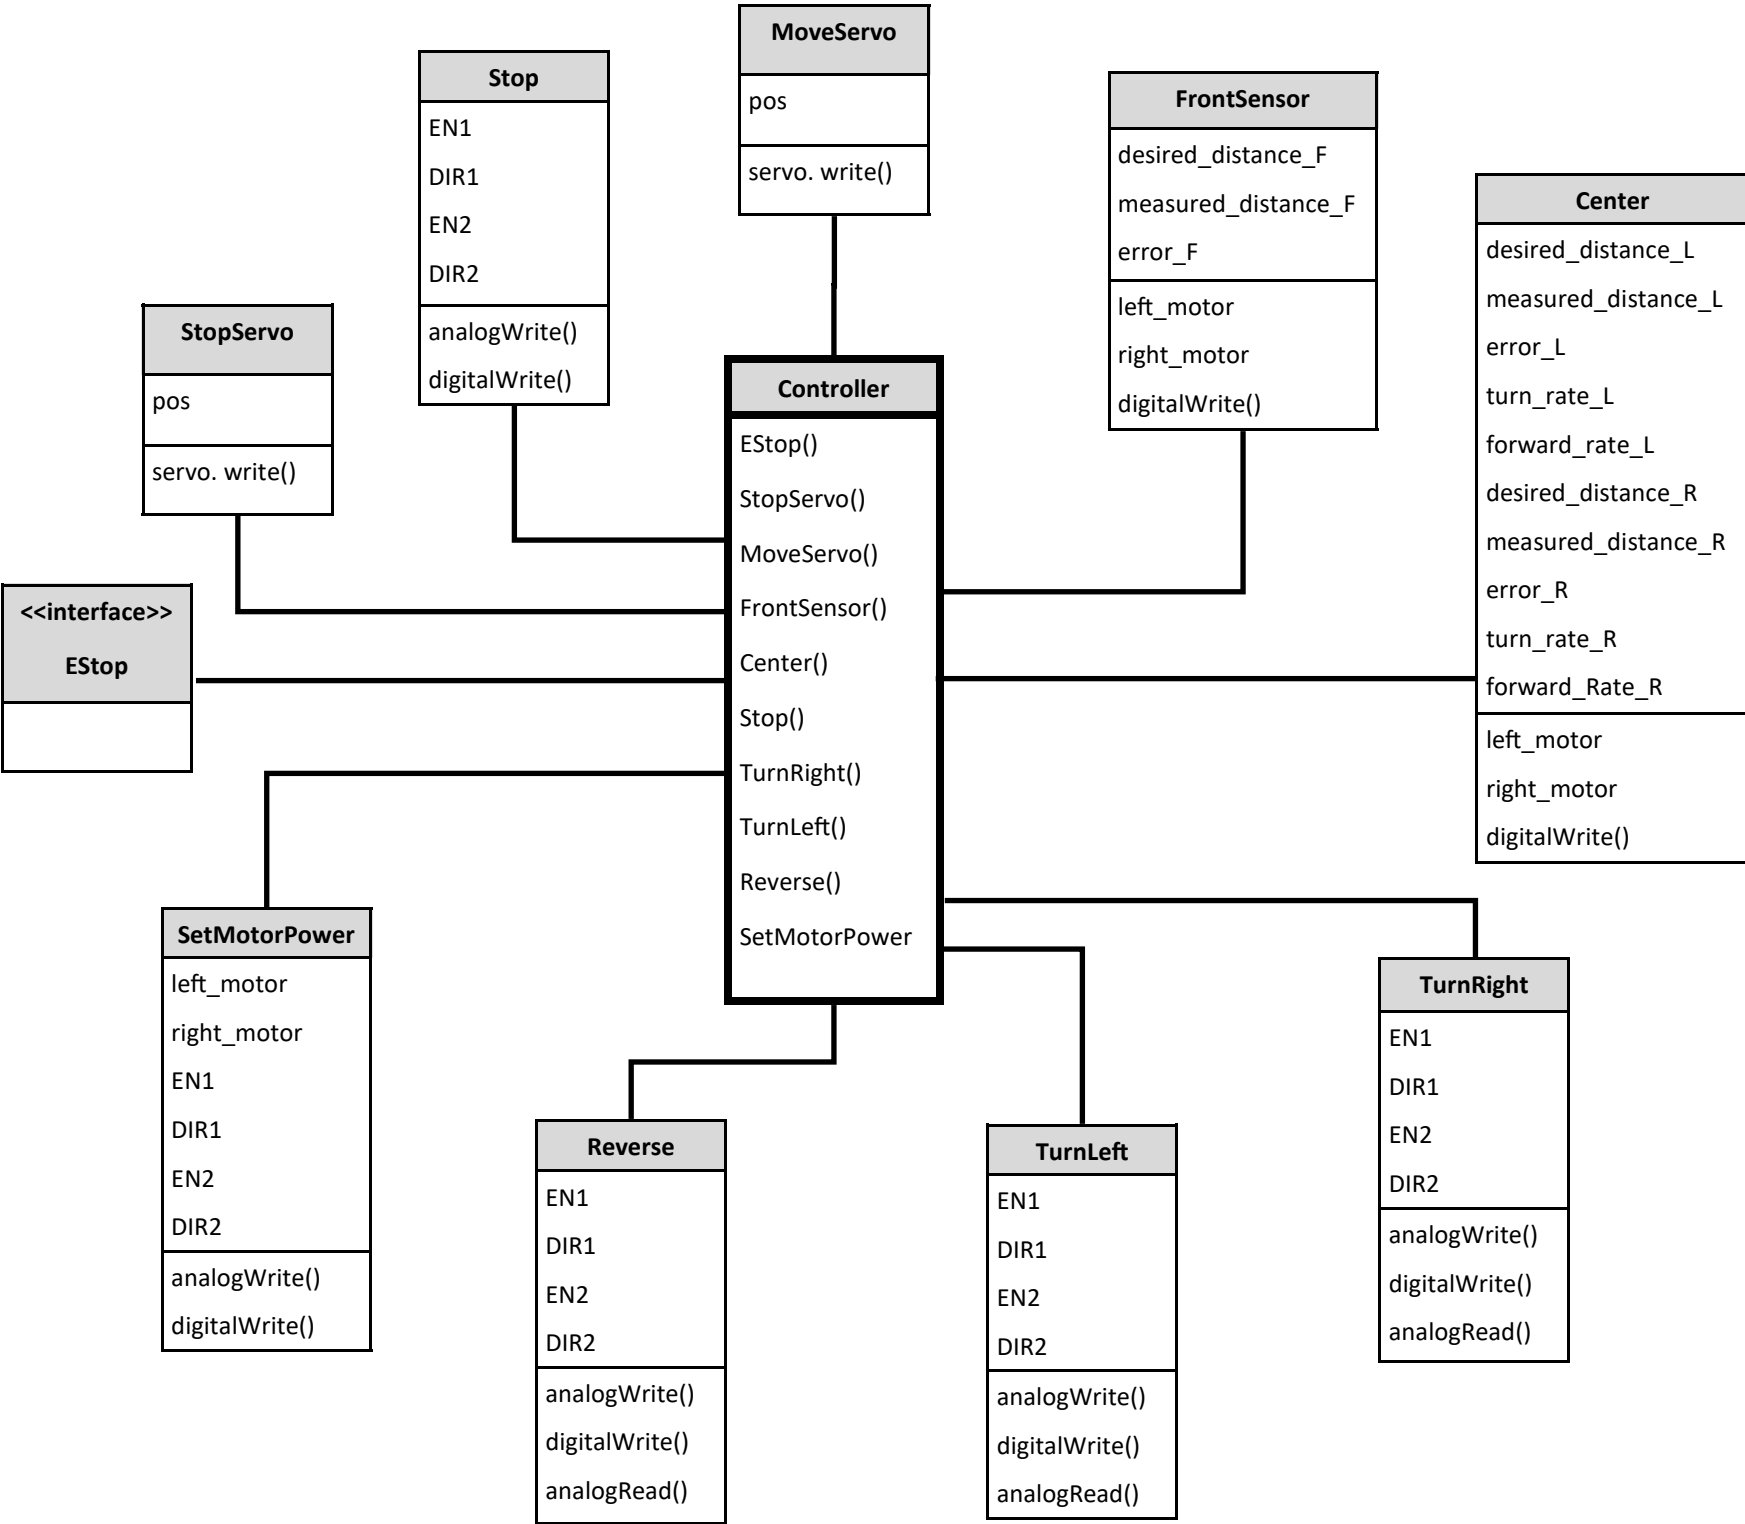 MoveServo
pos
servo. write()
Stop
EN1
DIR1
EN2
DIR2
analogWrite()
digitalWrite()
FrontSensor
desired_distance_F
measured_distance_F
error_F
left_motor
right_motor
digitalWrite()
Center
desired_distance_L
measured_distance_L
error_L
turn_rate_L
forward_rate_L
desired_distance_R
measured_distance_R
error_R
turn_rate_R
forward_Rate_R
left_motor
right_motor
digitalWrite()
StopServo
pos
servo. write()
Controller
EStop()
StopServo()
MoveServo()
FrontSensor()
Center()
Stop()
TurnRight()
TurnLeft()
Reverse()
SetMotorPower
<<interface>>
EStop
SetMotorPower
left_motor
right_motor
EN1
DIR1
EN2
DIR2
analogWrite()
digitalWrite()
Reverse
EN1
DIR1
EN2
DIR2
analogWrite()
digitalWrite()
analogRead()
TurnLeft
EN1
DIR1
EN2
DIR2
analogWrite()
digitalWrite()
analogRead()
TurnRight
EN1
DIR1
EN2
DIR2
analogWrite()
digitalWrite()
analogRead()